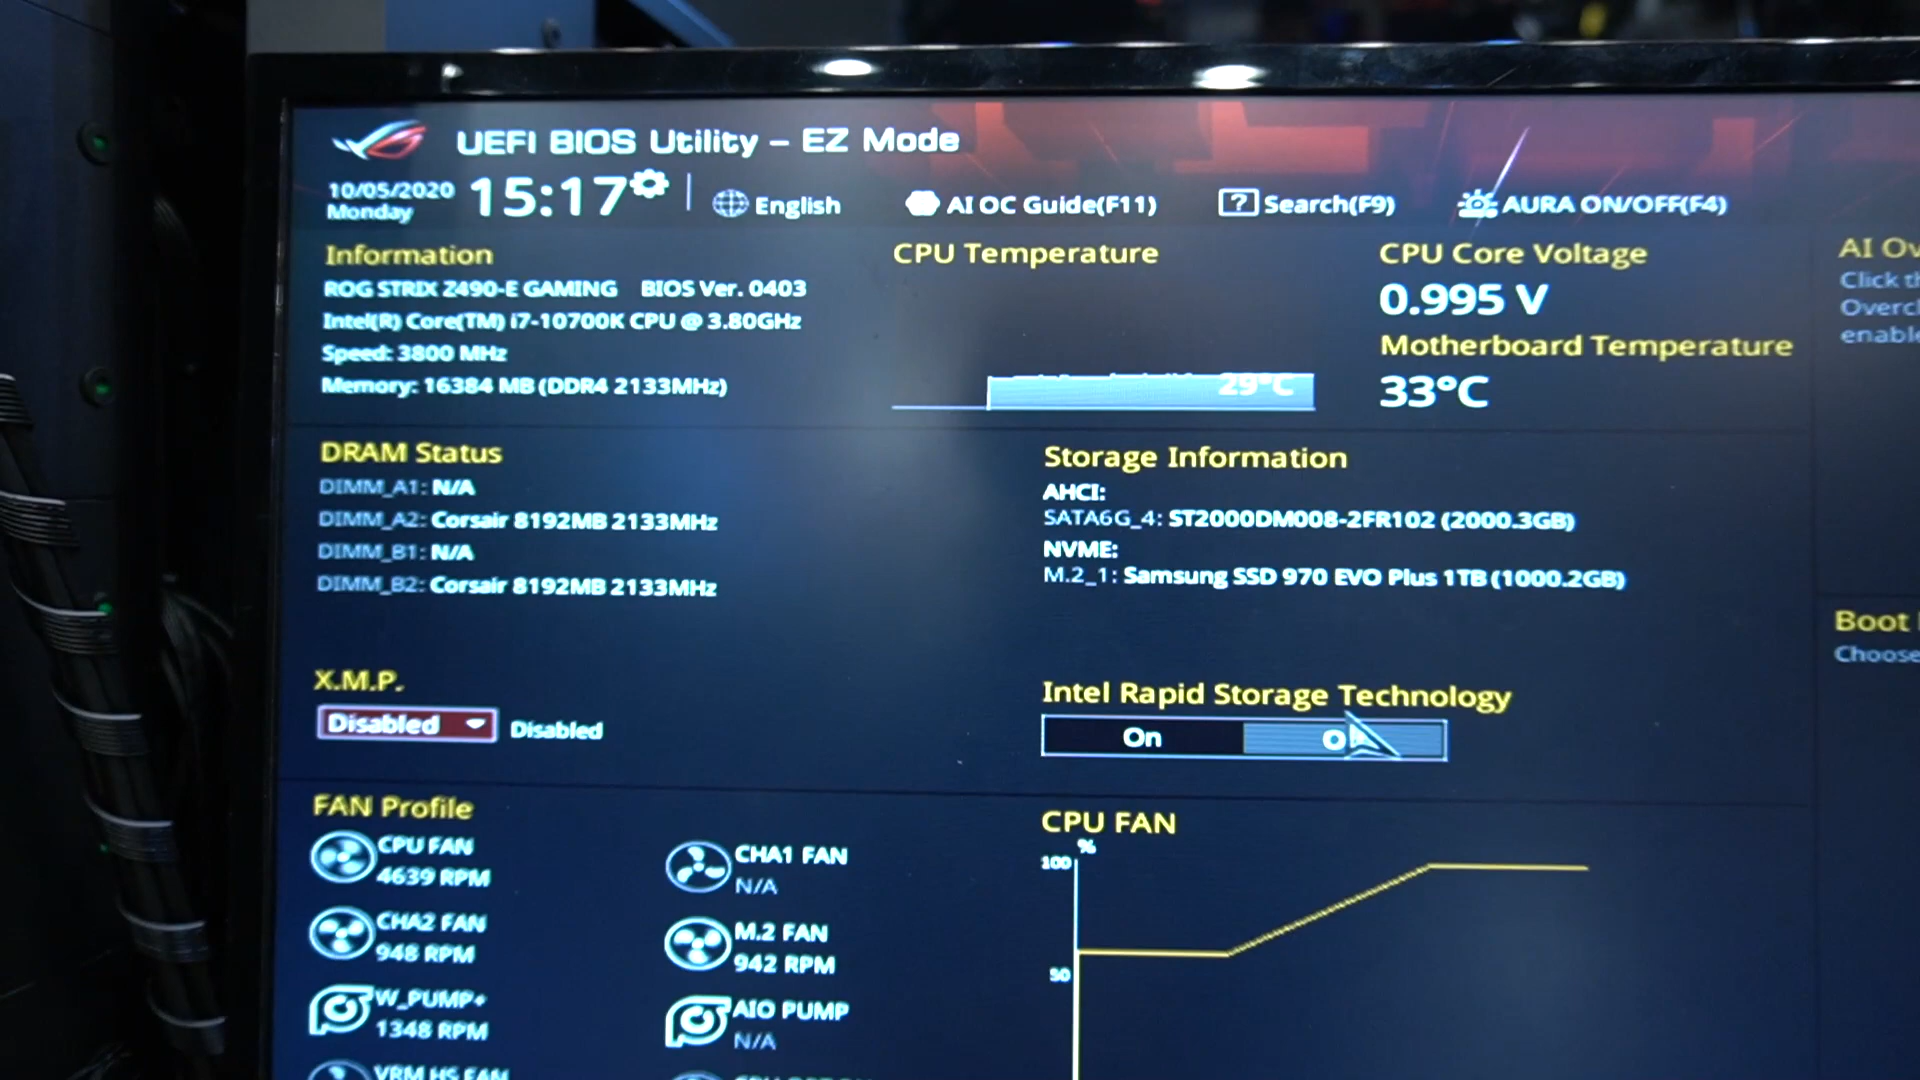 UEFI BIOS Utility – EZ Mode
10/05/2020
Monday
15:17
English
AI OC Guide(F11)
Search(F9)
AURA ON/OFF(F4)
Information
ROG STRIX Z490-E GAMING BIOS Ver. 0403
Intel(R) Core(TM) i7-10700K CPU @ 3.80GHz
Speed: 3800 MHz
Memory: 16384 MB (DDR4 2133MHz)
CPU Temperature
29°C
CPU Core Voltage
0.995 V
Motherboard Temperature
33°C
AI
Click
DRAM Status
DIMM_A1: N/A
DIMM_A2: Corsair 8192MB 2133MHz
DIMM_B1: N/A
DIMM_B2: Corsair 8192MB 2133MHz
Storage Information
AHCI:
SATA6G_4: ST2000DM008-2FR102 (2000.3GB)
NVME:
M.2_1: Samsung SSD 970 EVO Plus 1TB (1000.2GB)
Boot
Choose
X.M.P.
Disabled
Disabled
Intel Rapid Storage Technology
On
FAN Profile
CPU FAN
4639 RPM
CHA1 FAN
N/A
CHA2 FAN
948 RPM
M.2 FAN
942 RPM
W_PUMP+
1348 RPM
AIO PUMP
N/A
VRM HS FAN
CPU FAN
%
100
50